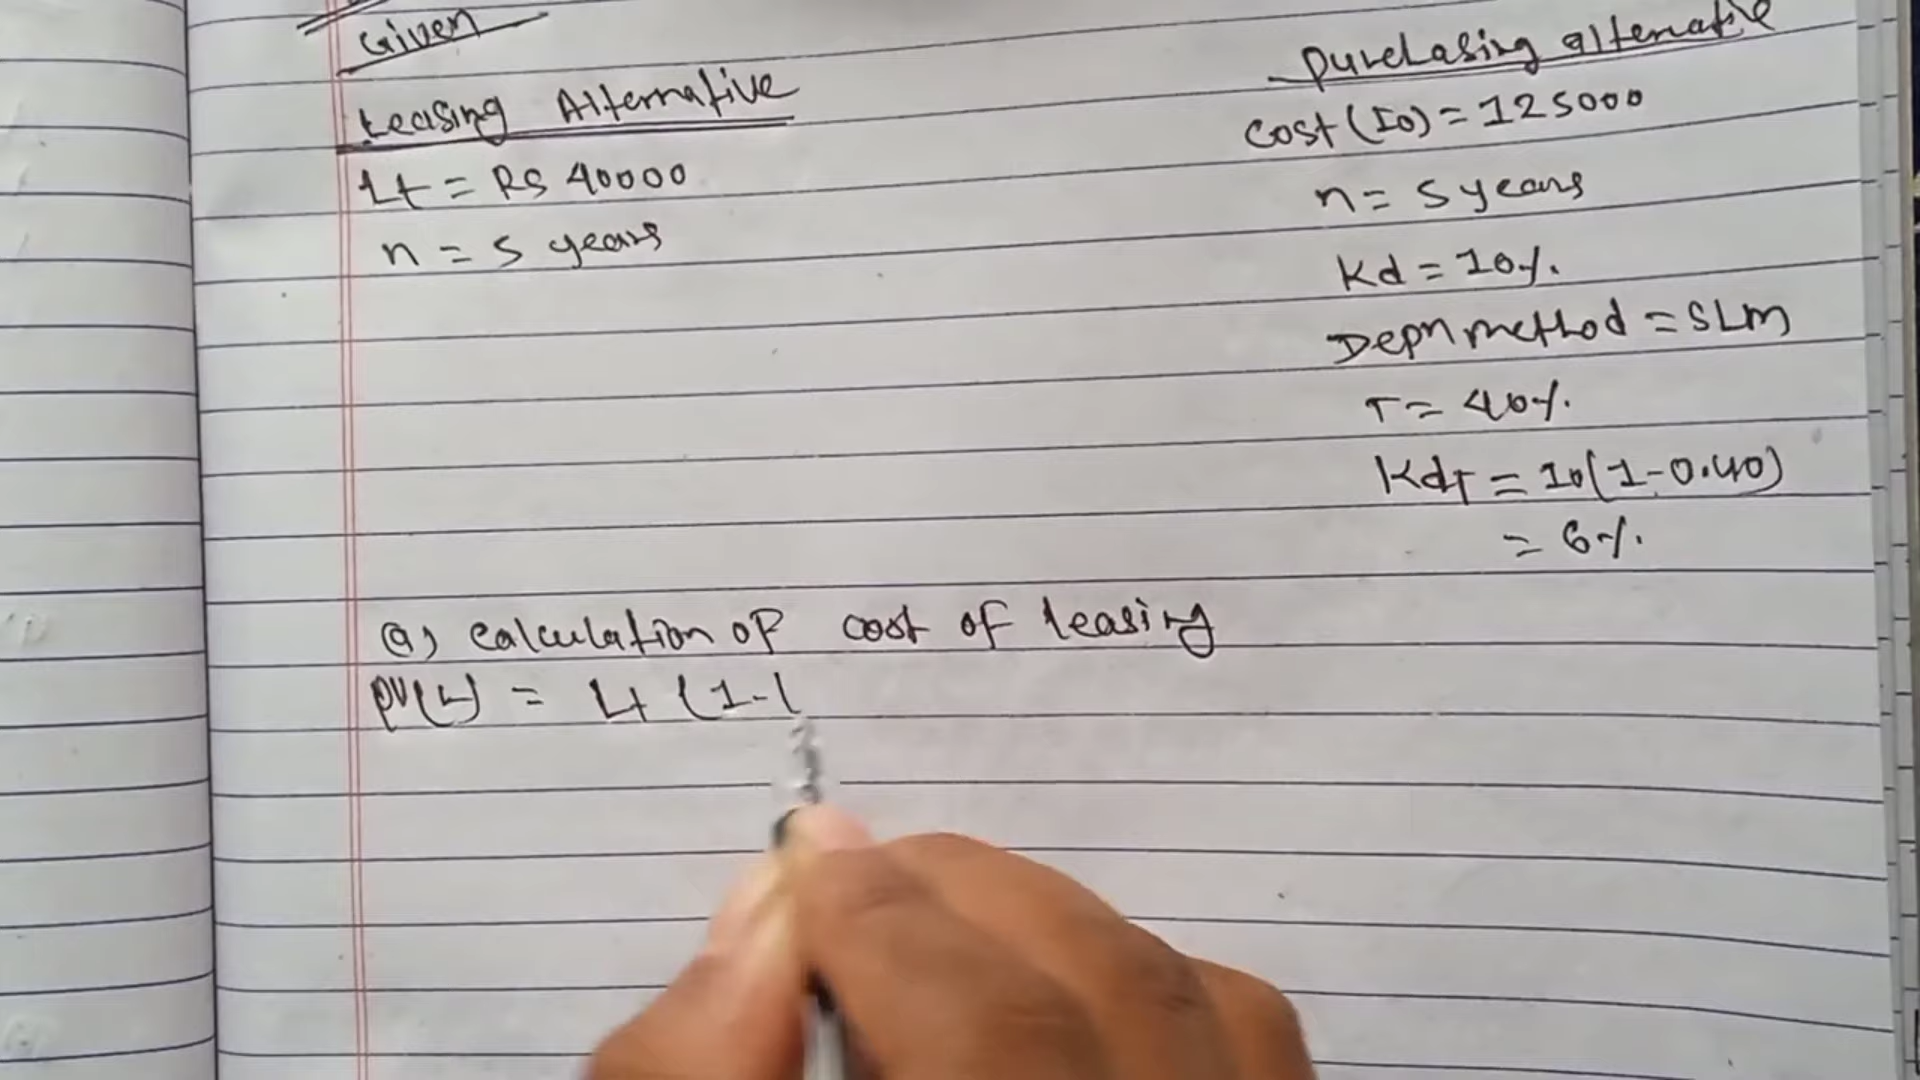 Given
Leasing Alternative
Lt = RS 40000
n = 5 years
purchasing alternative
cost (I0) = 125000
n = 5 years
Kd = 10%.
Depn method = SLM
T = 40%.
KdT = 10(1-0.40)
= 6%.
(a) calculation of cost of leasing
PV(L) = Lt (1-(